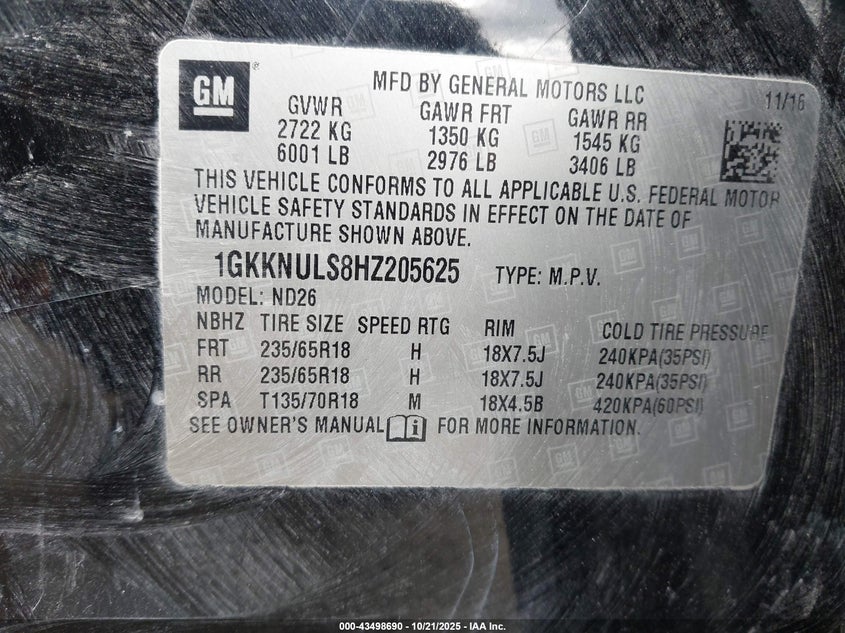 GM ®
MFD BY GENERAL MOTORS LLC
11/16
GVWR GAWR FRT GAWR RR
2722 KG 1350 KG 1545 KG
6001 LB 2976 LB 3406 LB
THIS VEHICLE CONFORMS TO ALL APPLICABLE U.S. FEDERAL MOTOR
VEHICLE SAFETY STANDARDS IN EFFECT ON THE DATE OF
MANUFACTURE SHOWN ABOVE.
1GKKNULS8HZ205625 TYPE: M.P.V.
MODEL: ND26
NBHZ TIRE SIZE SPEED RTG RIM COLD TIRE PRESSURE
FRT 235/65R18 H 18X7.5J 240KPA(35PSI)
RR 235/65R18 H 18X7.5J 240KPA(35PSI)
SPA T135/70R18 M 18X4.5B 420KPA(60PSI)
SEE OWNER'S MANUAL i FOR MORE INFORMATION.
000-43498690 - 10/21/2025 - IAA Inc.